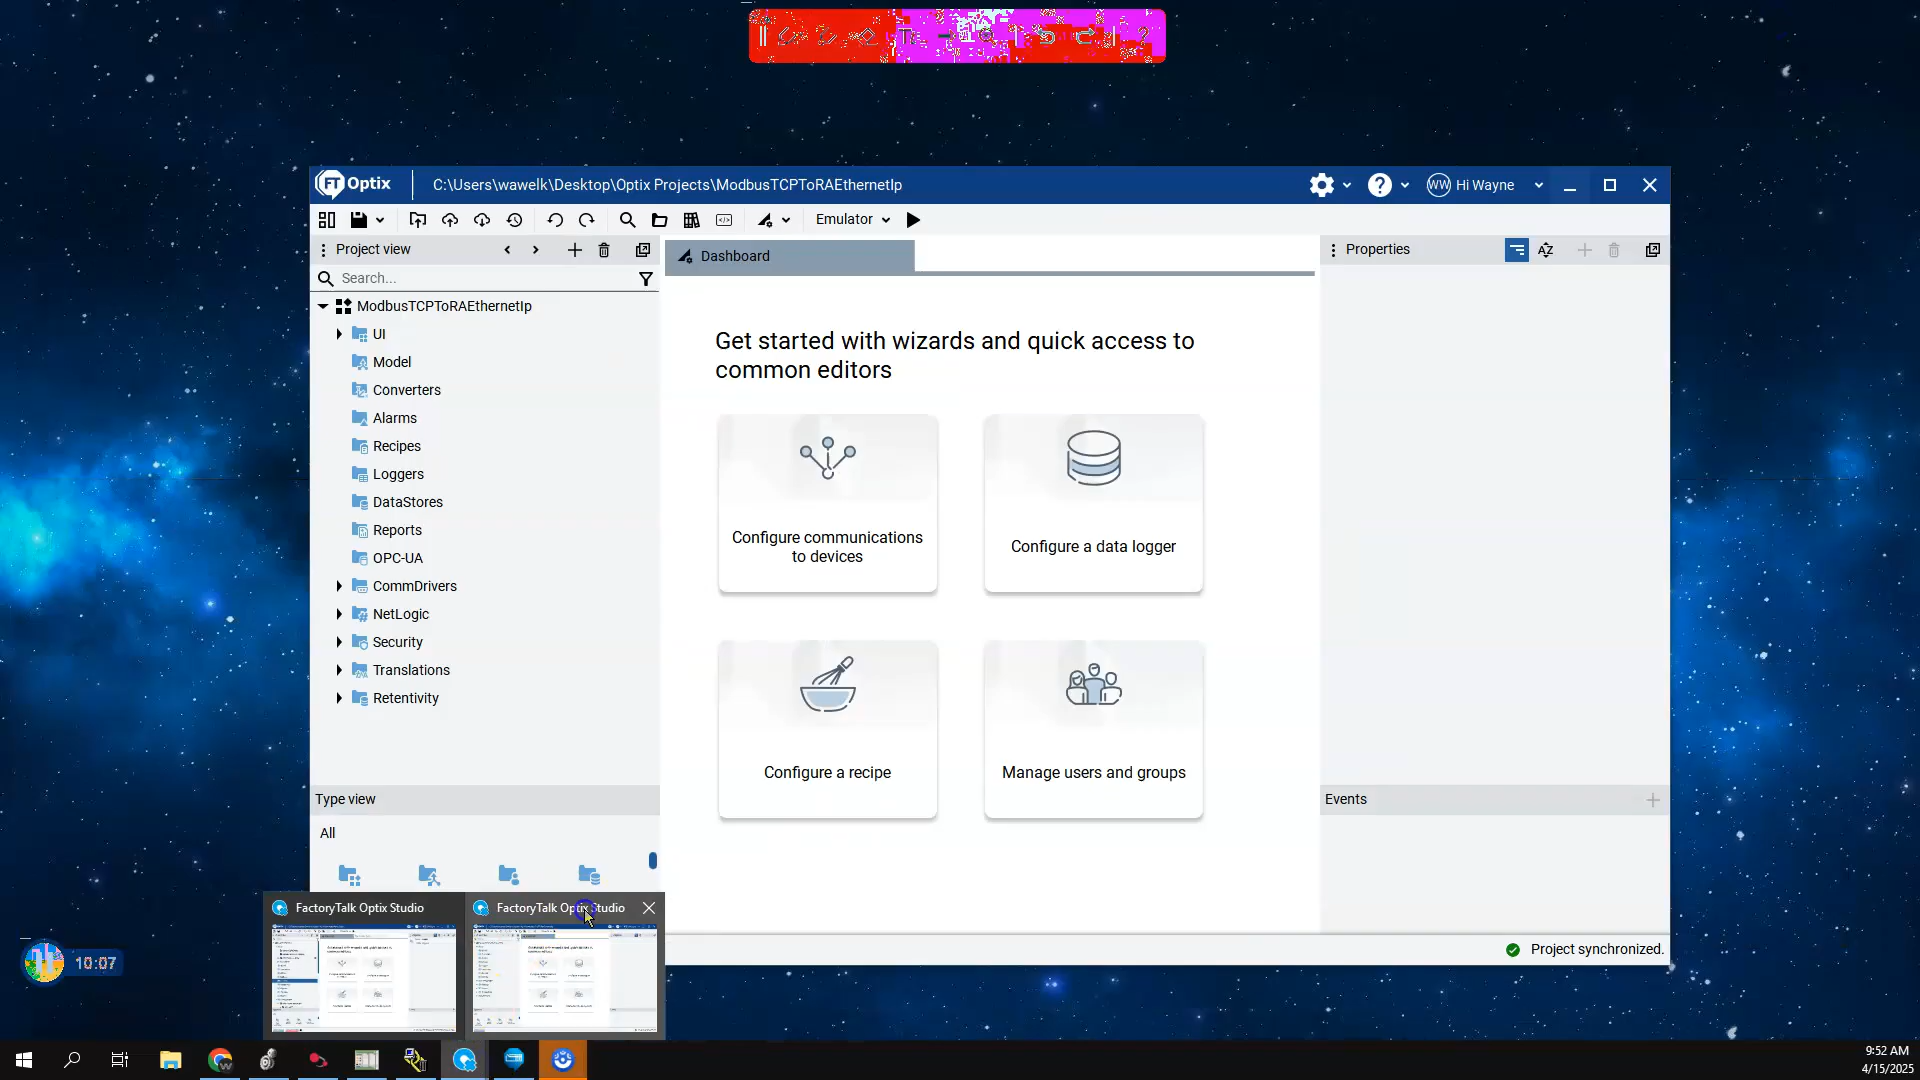 FT Optix
C:\Users\wawelk\Desktop\Optix Projects\ModbusTCPToRAEthernetIp
?
WW Hi Wayne
Emulator
Project view
Dashboard
Properties
Search...
ModbusTCPToRAEthernetIp
UI
Model
Converters
Alarms
Recipes
Loggers
DataStores
Reports
OPC-UA
CommDrivers
NetLogic
Security
Translations
Retentivity
Get started with wizards and quick access to
common editors
Configure communications
to devices
Configure a data logger
Configure a recipe
Manage users and groups
Type view
All
Events
FactoryTalk Optix Studio
FactoryTalk Optix Studio
Project synchronized.
10:07
9:52 AM
4/15/2025